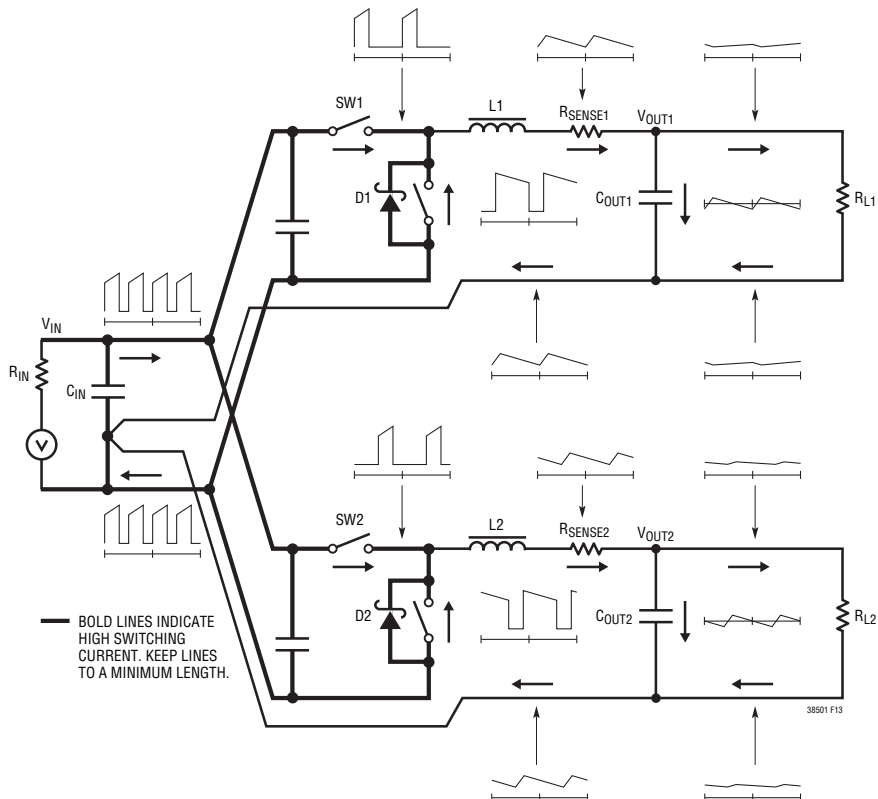 SW1
L1
RSENSE1
VOUT1
D1
COUT1
RL1
VIN
RIN
CIN
V
SW2
L2
RSENSE2
VOUT2
D2
COUT2
RL2
BOLD LINES INDICATE
HIGH SWITCHING
CURRENT. KEEP LINES
TO A MINIMUM LENGTH.
38501 F13